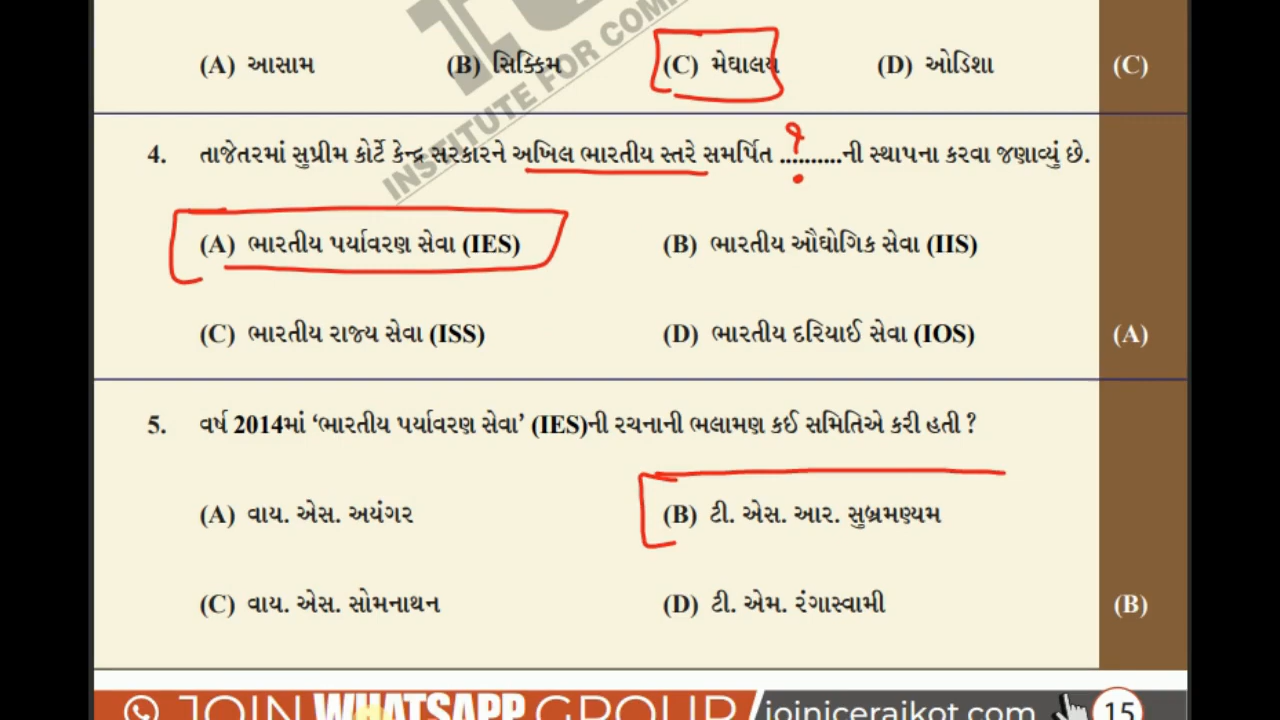 (A) આસામ (B) સિક્કિમ (C) મેઘાલય (D) ઓડિશા (C)
INSTITUTE FOR COM
4. તાજેતરમાં સુપ્રીમ કોર્ટે કેન્દ્ર સરકારને અખિલ ભારતીય સ્તરે સમર્પિત ..........ની સ્થાપના કરવા જણાવ્યું છે.
?
(A) ભારતીય પર્યાવરણ સેવા (IES) (B) ભારતીય ઔદ્યોગિક સેવા (IIS)
(C) ભારતીય રાજ્ય સેવા (ISS) (D) ભારતીય દરિયાઈ સેવા (IOS) (A)
5. વર્ષ 2014માં ‘ભારતીય પર્યાવરણ સેવા’ (IES)ની રચનાની ભલામણ કઈ સમિતિએ કરી હતી ?
(A) વાય. એસ. અયંગર (B) ટી. એસ. આર. સુબ્રમણ્યમ
(C) વાય. એસ. સોમનાથન (D) ટી. એમ. રંગાસ્વામી (B)
JOIN WHATSAPP GROUP joinicerajkot.com 15